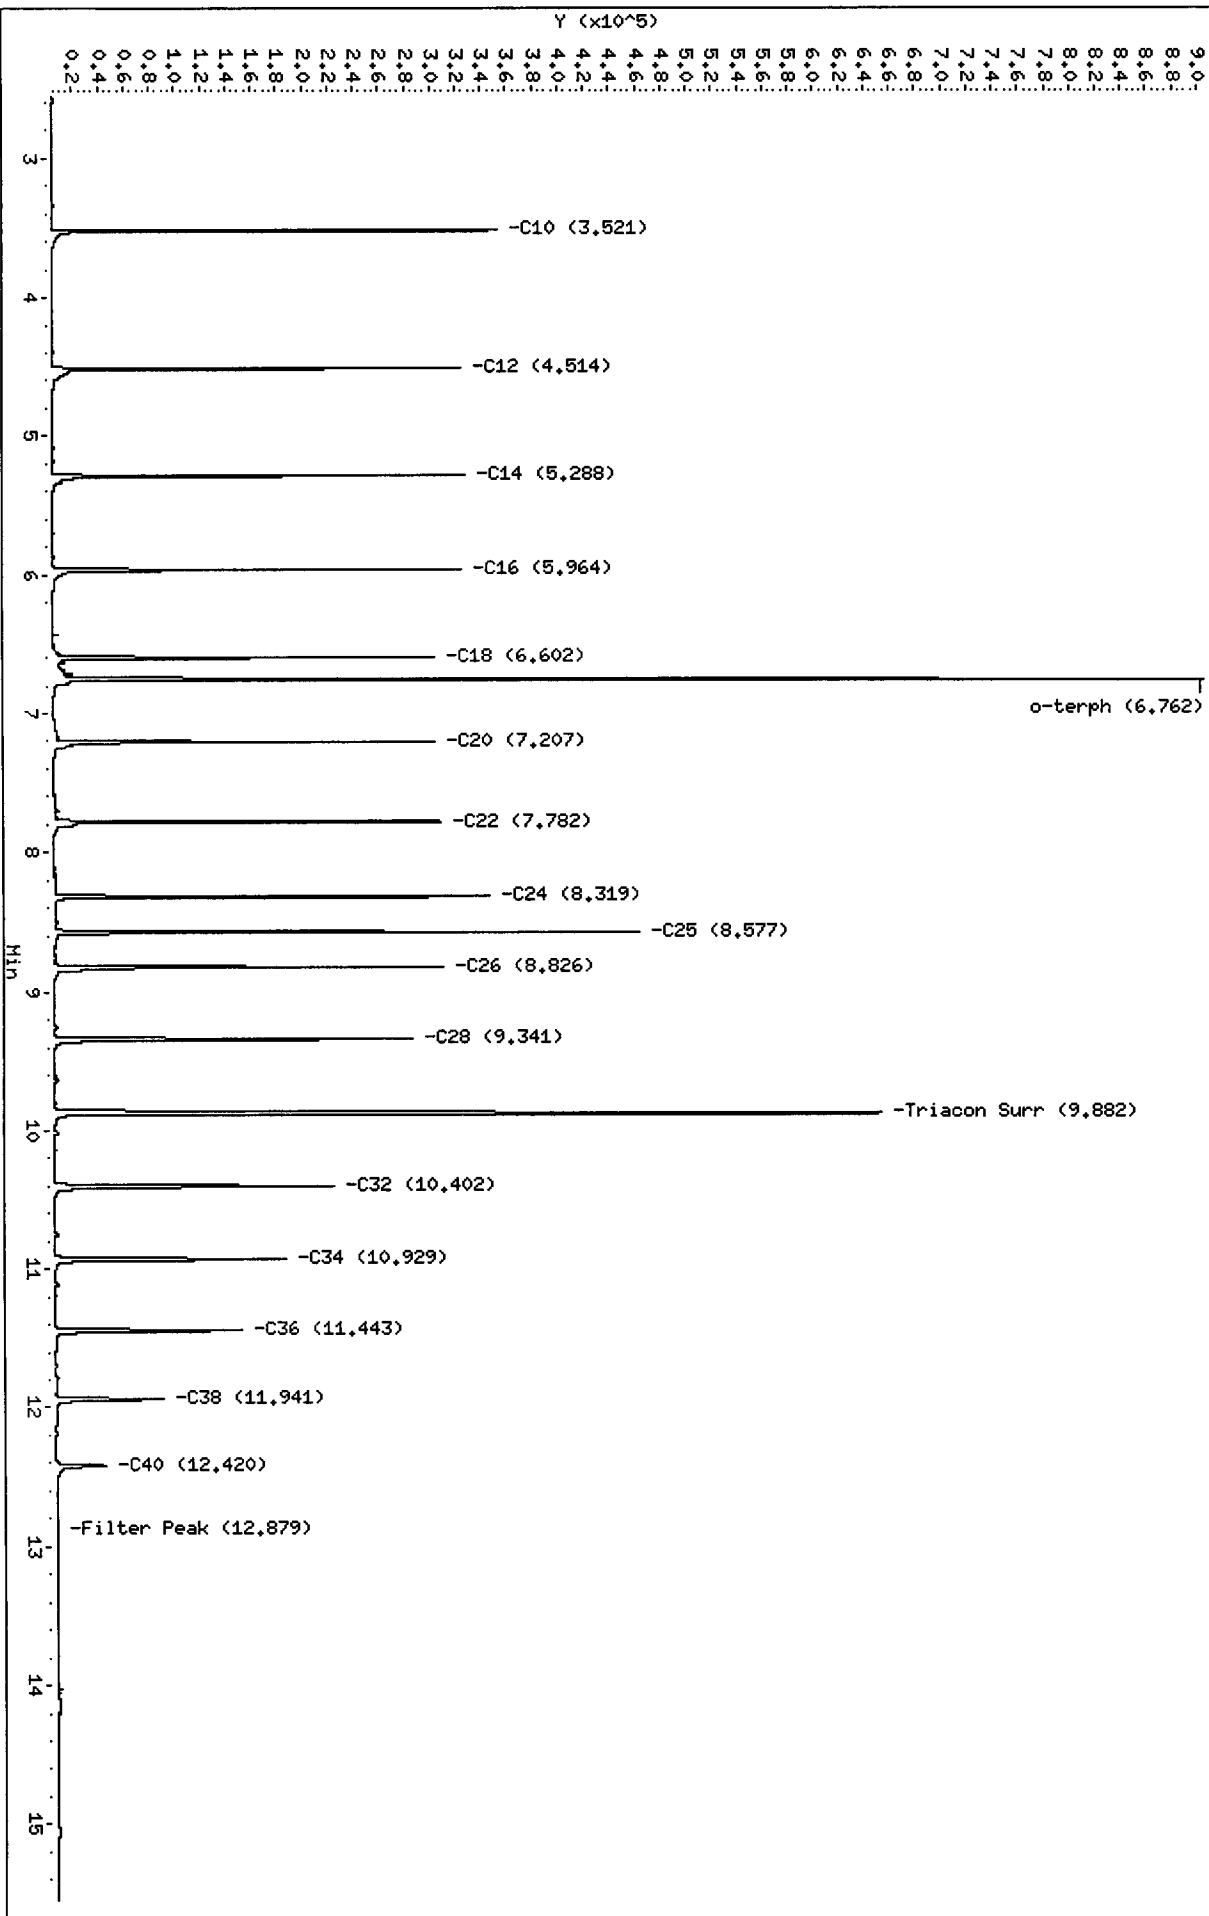 Y (x10^5)
0.2
0.4
0.6
0.8
1.0
1.2
1.4
1.6
1.8
2.0
2.2
2.4
2.6
2.8
3.0
3.2
3.4
3.6
3.8
4.0
4.2
4.4
4.6
4.8
5.0
5.2
5.4
5.6
5.8
6.0
6.2
6.4
6.6
6.8
7.0
7.2
7.4
7.6
7.8
8.0
8.2
8.4
8.6
8.8
9.0
3
-C10 (3.521)
4
-C12 (4.514)
5
-C14 (5.288)
-C16 (5.964)
6
-C18 (6.602)
o-terph (6.762)
7
-C20 (7.207)
-C22 (7.782)
8
-C24 (8.319)
-C25 (8.577)
-C26 (8.826)
Min
9
-C28 (9.341)
-Triacon Surr (9.882)
10
-C32 (10.402)
-C34 (10.929)
11
-C36 (11.443)
-C38 (11.941)
12
-C40 (12.420)
-Filter Peak (12.879)
13
14
15